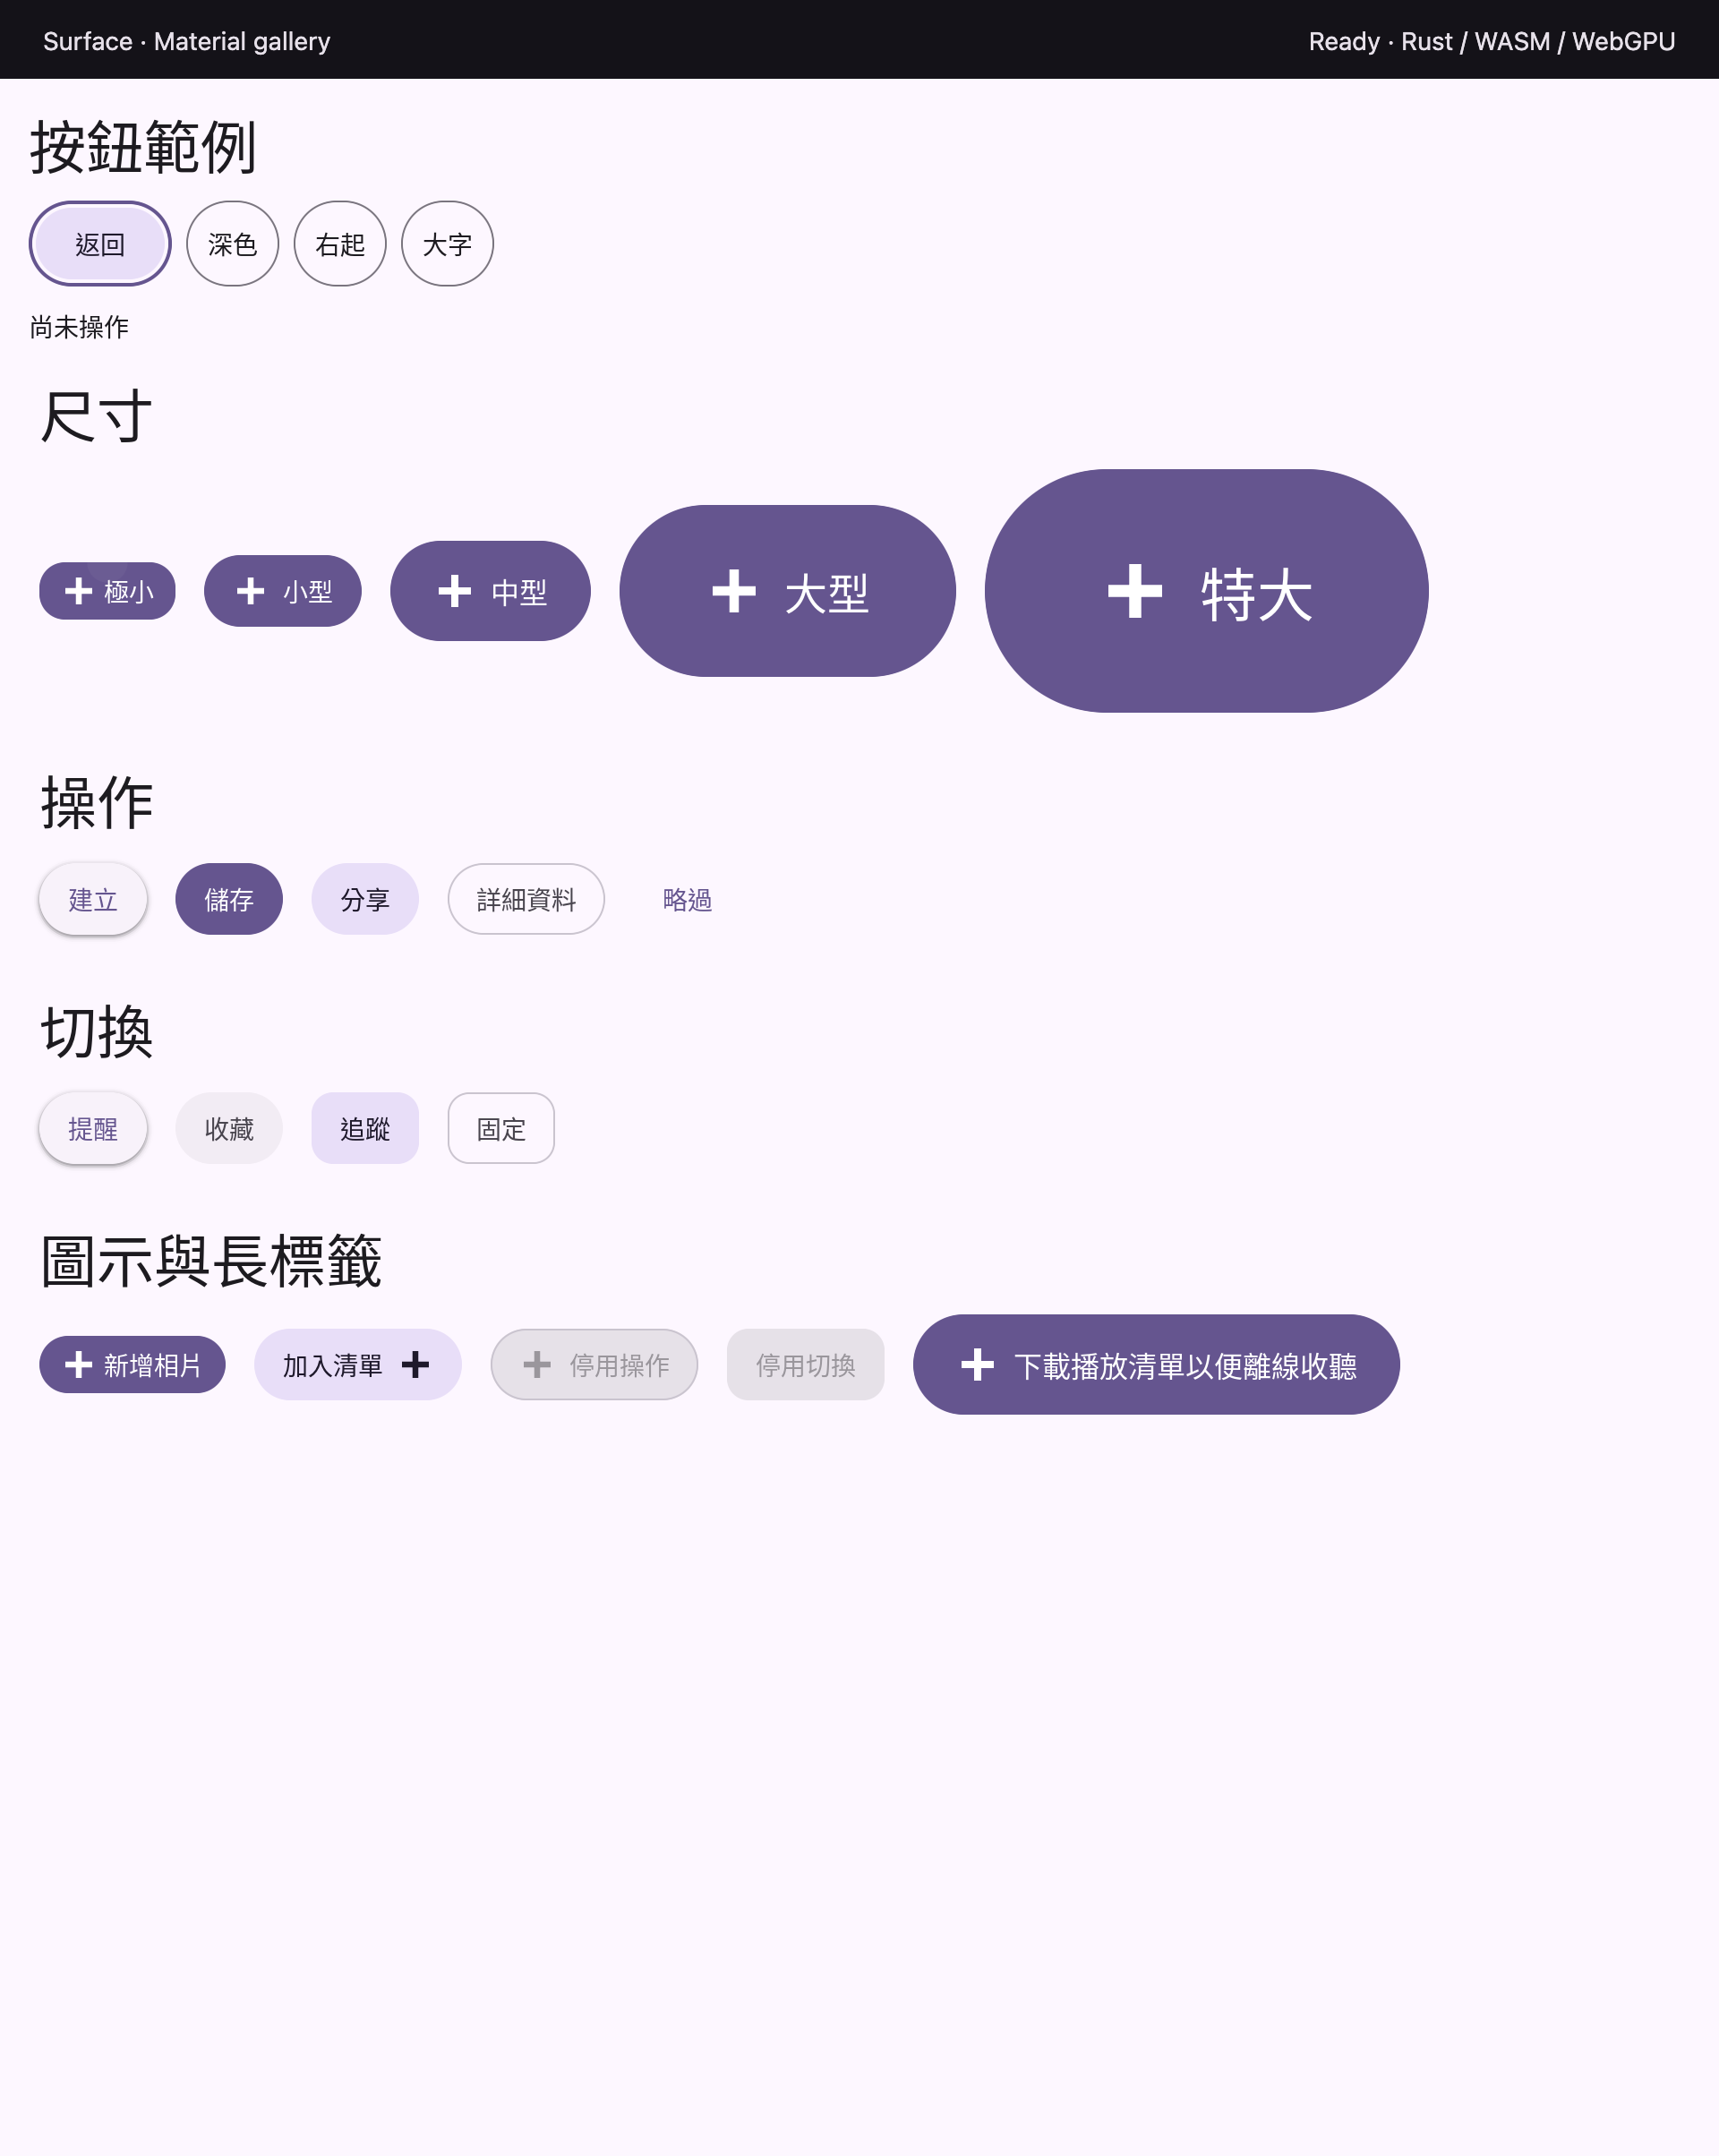 Surface · Material gallery
Ready · Rust / WASM / WebGPU
按鈕範例
返回 深色 右起 大字
尚未操作
尺寸
極小 小型 中型 大型 特大
操作
建立 儲存 分享 詳細資料 略過
切換
提醒 收藏 追蹤 固定
圖示與長標籤
新增相片 加入清單 停用操作 停用切換 下載播放清單以便離線收聽